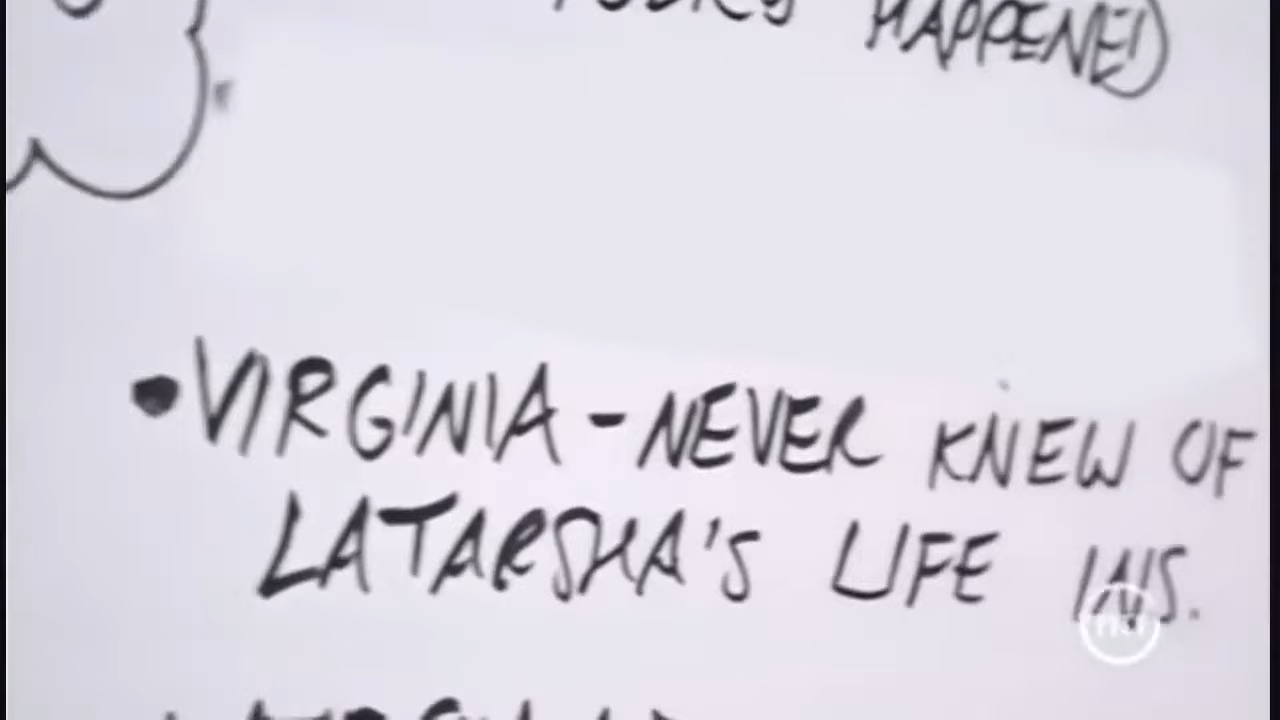 HAPPENED
• VIRGINIA - NEVER KNEW OF
LATARSHA'S LIFE INS.